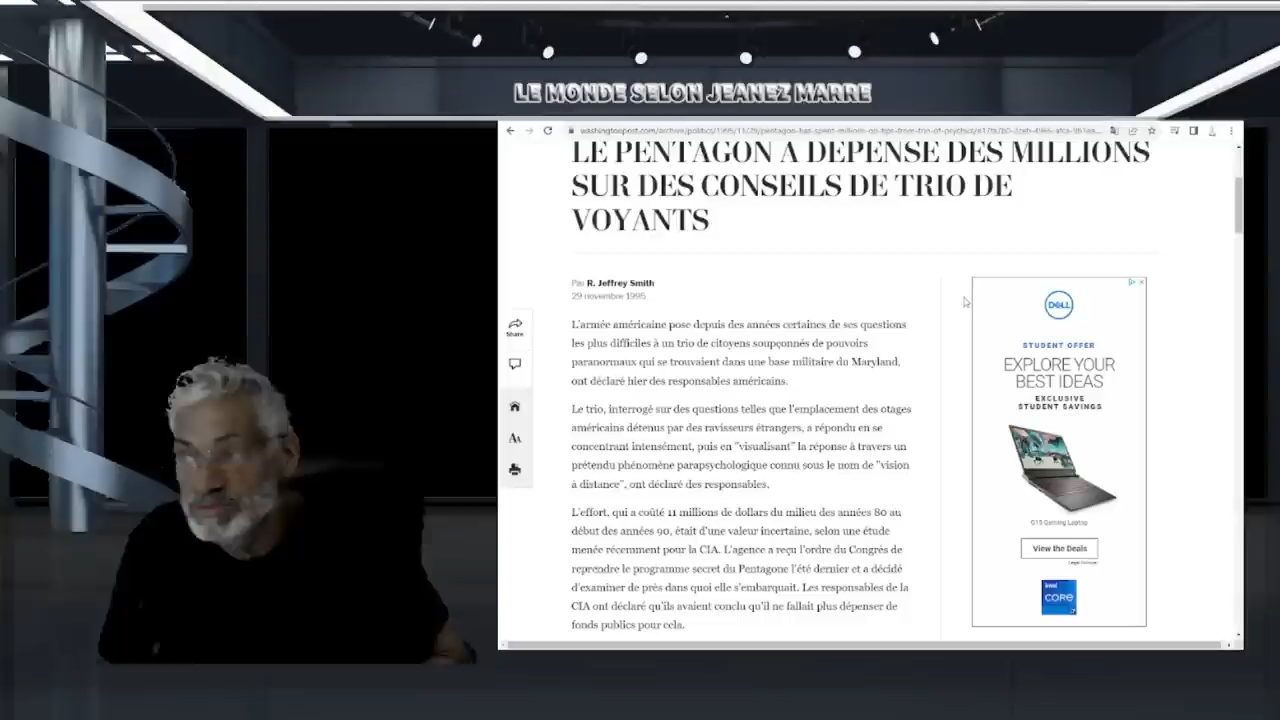 LE MONDE SELON JEANEZ MARRE
LE PENTAGON A DEPENSE DES MILLIONS
SUR DES CONSEILS DE TRIO DE
VOYANTS
Par R. Jeffrey Smith
29 novembre 1995
Share
L'armée américaine pose depuis des années certaines de ses questions
les plus difficiles à un trio de citoyens soupçonnés de pouvoirs
paranormaux qui se trouvaient dans une base militaire du Maryland,
ont déclaré hier des responsables américains.
Le trio, interrogé sur des questions telles que l'emplacement des otages
américains détenus par des ravisseurs étrangers, a répondu en se
concentrant intensément, puis en "visualisant" la réponse à travers un
prétendu phénomène parapsychologique connu sous le nom de "vision
à distance", ont déclaré des responsables.
L'effort, qui a coûté 11 millions de dollars du milieu des années 80 au
début des années 90, était d'une valeur incertaine, selon une étude
menée récemment pour la CIA. L'agence a reçu l'ordre du Congrès de
reprendre le programme secret du Pentagone l'été dernier et a décidé
d'examiner de près dans quoi elle s'embarquait. Les responsables de la
CIA ont déclaré qu'ils avaient conclu qu'il ne fallait plus dépenser de
fonds publics pour cela.
DELL
STUDENT OFFER
EXPLORE YOUR
BEST IDEAS
EXCLUSIVE
STUDENT SAVINGS
G15 Gaming Laptop
View the Deals
intel
CORE